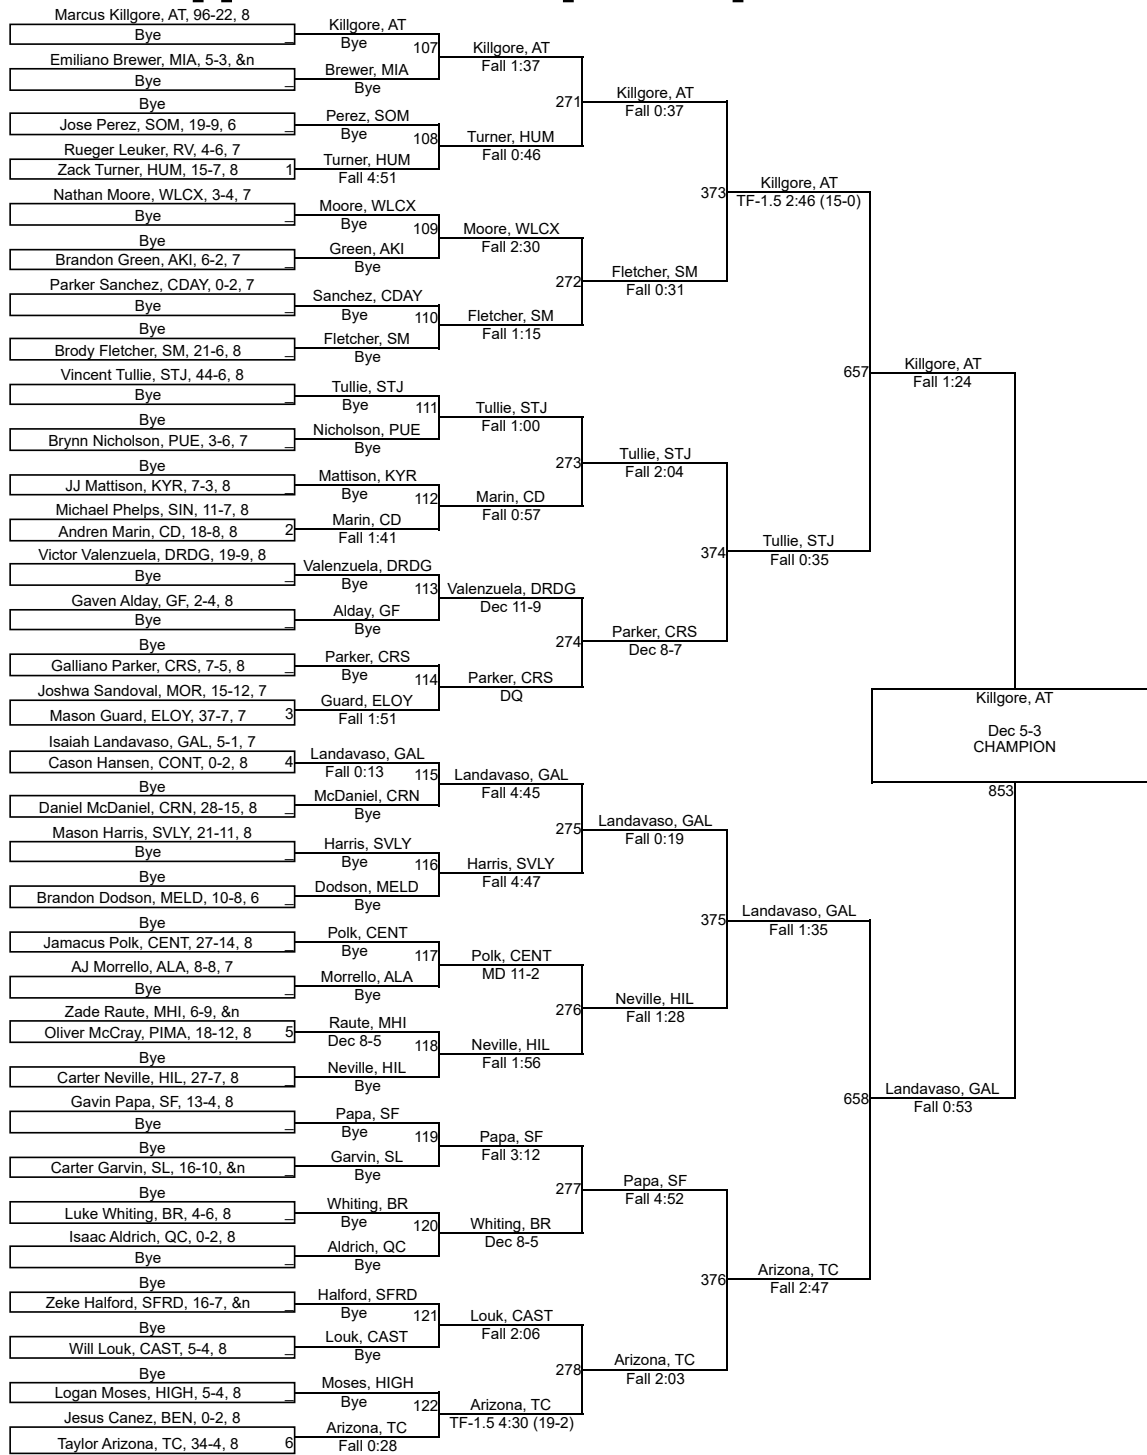 Marcus Killgore, AT, 96-22, 8
Bye _
Emiliano Brewer, MIA, 5-3, &n
Bye _
Bye
Jose Perez, SOM, 19-9, 6 _
Rueger Leuker, RV, 4-6, 7
Zack Turner, HUM, 15-7, 8 1
Nathan Moore, WLCX, 3-4, 7
Bye _
Bye
Brandon Green, AKI, 6-2, 7 _
Parker Sanchez, CDAY, 0-2, 7
Bye _
Bye
Brody Fletcher, SM, 21-6, 8 _
Vincent Tullie, STJ, 44-6, 8
Bye _
Bye
Brynn Nicholson, PUE, 3-6, 7 _
Bye
JJ Mattison, KYR, 7-3, 8 _
Michael Phelps, SIN, 11-7, 8
Andren Marin, CD, 18-8, 8 2
Victor Valenzuela, DRDG, 19-9, 8
Bye _
Gaven Alday, GF, 2-4, 8
Bye _
Bye
Galliano Parker, CRS, 7-5, 8 _
Joshwa Sandoval, MOR, 15-12, 7
Mason Guard, ELOY, 37-7, 7 3
Isaiah Landavaso, GAL, 5-1, 7
Cason Hansen, CONT, 0-2, 8 4
Bye
Daniel McDaniel, CRN, 28-15, 8 _
Mason Harris, SVLY, 21-11, 8
Bye _
Bye
Brandon Dodson, MELD, 10-8, 6 _
Bye
Jamacus Polk, CENT, 27-14, 8 _
AJ Morrello, ALA, 8-8, 7
Bye _
Zade Raute, MHI, 6-9, &n
Oliver McCray, PIMA, 18-12, 8 5
Bye
Carter Neville, HIL, 27-7, 8 _
Gavin Papa, SF, 13-4, 8
Bye _
Bye
Carter Garvin, SL, 16-10, &n _
Bye
Luke Whiting, BR, 4-6, 8 _
Isaac Aldrich, QC, 0-2, 8
Bye _
Bye
Zeke Halford, SFRD, 16-7, &n _
Bye
Will Louk, CAST, 5-4, 8 _
Bye
Logan Moses, HIGH, 5-4, 8 _
Jesus Canez, BEN, 0-2, 8
Taylor Arizona, TC, 34-4, 8 6
Killgore, AT
Bye
107
Brewer, MIA
Bye
Perez, SOM
Bye
108
Turner, HUM
Fall 4:51
Moore, WLCX
Bye
109
Green, AKI
Bye
Sanchez, CDAY
Bye
110
Fletcher, SM
Bye
Tullie, STJ
Bye
111
Nicholson, PUE
Bye
Mattison, KYR
Bye
112
Marin, CD
Fall 1:41
Valenzuela, DRDG
Bye
113
Alday, GF
Bye
Parker, CRS
Bye
114
Guard, ELOY
Fall 1:51
Landavaso, GAL
Fall 0:13
115
McDaniel, CRN
Bye
Harris, SVLY
Bye
116
Dodson, MELD
Bye
Polk, CENT
Bye
117
Morrello, ALA
Bye
Raute, MHI
Dec 8-5
118
Neville, HIL
Bye
Papa, SF
Bye
119
Garvin, SL
Bye
Whiting, BR
Bye
120
Aldrich, QC
Bye
Halford, SFRD
Bye
121
Louk, CAST
Bye
Moses, HIGH
Bye
122
Arizona, TC
Fall 0:28
Killgore, AT
Fall 1:37
271
Turner, HUM
Fall 0:46
Moore, WLCX
Fall 2:30
272
Fletcher, SM
Fall 1:15
Tullie, STJ
Fall 1:00
273
Marin, CD
Fall 0:57
Valenzuela, DRDG
Dec 11-9
274
Parker, CRS
DQ
Landavaso, GAL
Fall 4:45
275
Harris, SVLY
Fall 4:47
Polk, CENT
MD 11-2
276
Neville, HIL
Fall 1:56
Papa, SF
Fall 3:12
277
Whiting, BR
Dec 8-5
Louk, CAST
Fall 2:06
278
Arizona, TC
TF-1.5 4:30 (19-2)
Killgore, AT
Fall 0:37
373
Fletcher, SM
Fall 0:31
Tullie, STJ
Fall 2:04
374
Parker, CRS
Dec 8-7
Landavaso, GAL
Fall 0:19
375
Neville, HIL
Fall 1:28
Papa, SF
Fall 4:52
376
Arizona, TC
Fall 2:03
Killgore, AT
TF-1.5 2:46 (15-0)
657
Tullie, STJ
Fall 0:35
Landavaso, GAL
Fall 1:35
658
Arizona, TC
Fall 2:47
Killgore, AT
Fall 1:24
Landavaso, GAL
Fall 0:53
Killgore, AT
Dec 5-3
CHAMPION
853